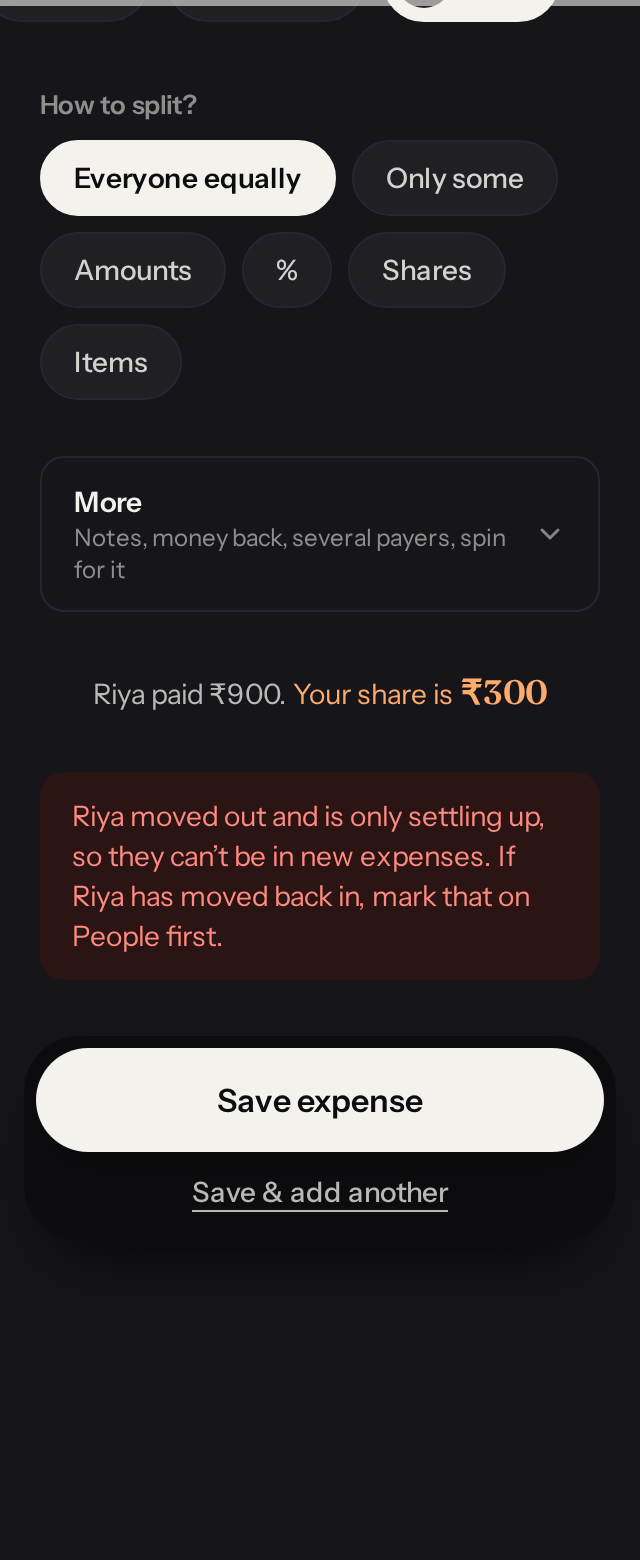 How to split?
Everyone equally
Only some
Amounts
%
Shares
Items
More
Notes, money back, several payers, spin
for it
Riya paid ₹900. Your share is ₹300
Riya moved out and is only settling up,
so they can’t be in new expenses. If
Riya has moved back in, mark that on
People first.
Save expense
Save & add another